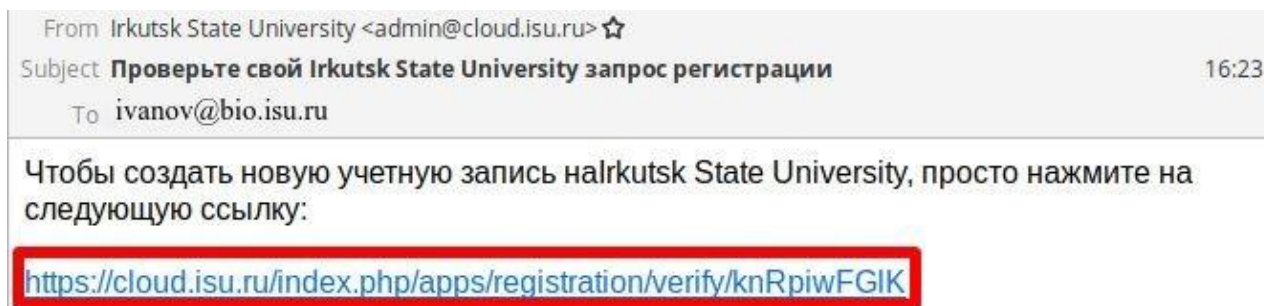 From Irkutsk State University <admin@cloud.isu.ru>
Subject Проверьте свой Irkutsk State University запрос регистрации 16:23
To ivanov@bio.isu.ru
Чтобы создать новую учетную запись наIrkutsk State University, просто нажмите на
следующую ссылку:
https://cloud.isu.ru/index.php/apps/registration/verify/knRpiwFGlK